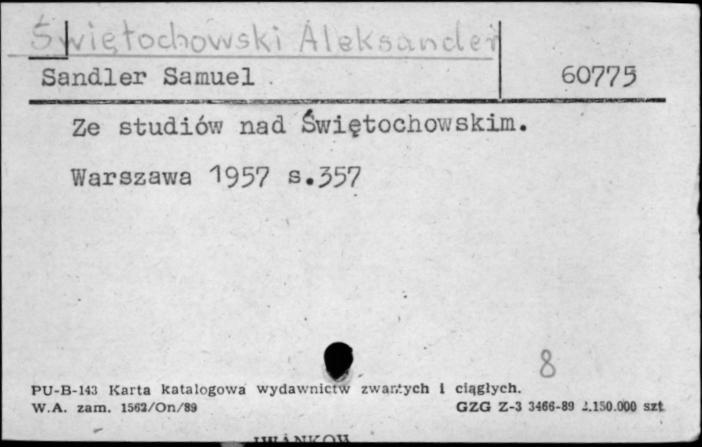 Świętochowski Aleksander
Sandler Samuel 60775
Ze studiów nad Świętochowskim.
Warszawa 1957 s.357
8
PU-B-143 Karta katalogowa wydawnictw zwartych i ciągłych.
W.A. zam. 1562/On/89 GZG Z-3 3466-89 2.150.000 szt